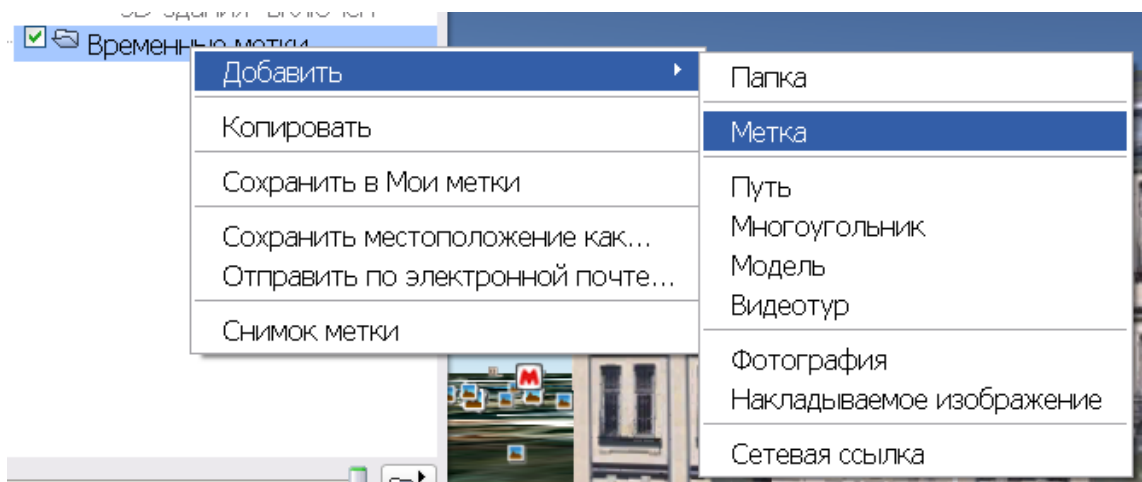 Временные метки
Добавить
Копировать
Сохранить в Мои метки
Сохранить местоположение как...
Отправить по электронной почте...
Снимок метки
Папка
Метка
Путь
Многоугольник
Модель
Видеотур
Фотография
Накладываемое изображение
Сетевая ссылка
М